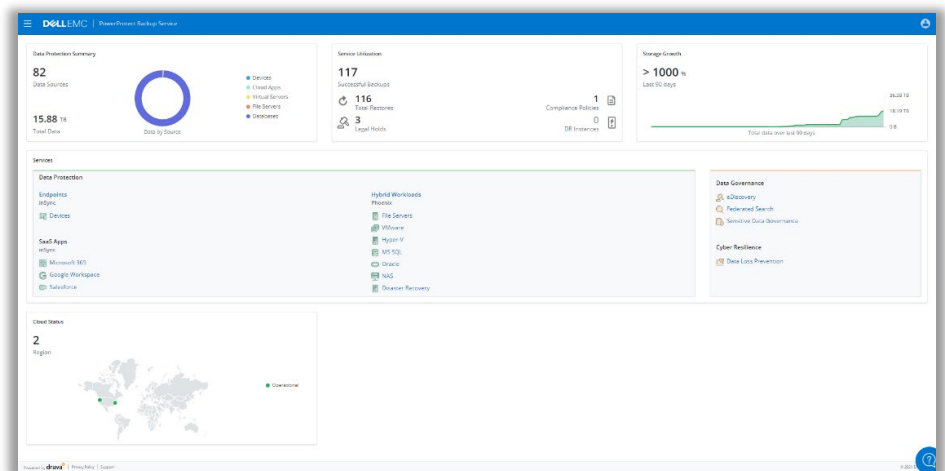 DELLEMC | PowerProtect Backup Service
Data Protection Summary
82
Data Sources
15.88 TB
Total Data
Data by Source
Devices
Cloud Apps
Virtual Servers
File Servers
Databases
Service Utilization
117
Successful Backups
116
Total Restores
3
Legal Holds
1
Compliance Policies
0
DR Instances
Storage Growth
> 1000 %
Last 90 days
0 B
Total data over last 90 days
Services
Data Protection
Endpoints
inSync
Devices
SaaS Apps
inSync
Microsoft 365
Google Workspace
Salesforce
Hybrid Workloads
Phoenix
File Servers
VMware
Hyper-V
MS SQL
Oracle
NAS
Disaster Recovery
Data Governance
eDiscovery
Federated Search
Sensitive Data Governance
Cyber Resilience
Data Loss Prevention
Cloud Status
2
Region
Operational
Powered by druva | Privacy Policy | Support